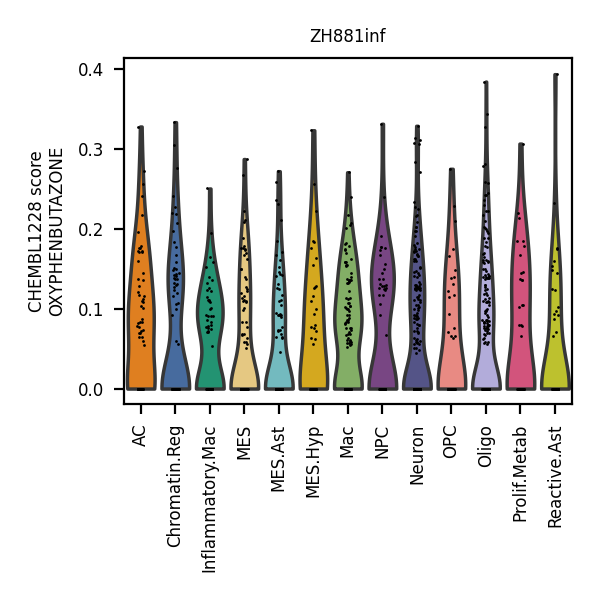 ZH881inf
CHEMBL1228 score
OXYPHENBUTAZONE
0.4
0.3
0.2
0.1
0.0
AC
Chromatin.Reg
Inflammatory.Mac
MES
MES.Ast
MES.Hyp
Mac
NPC
Neuron
OPC
Oligo
Prolif.Metab
Reactive.Ast